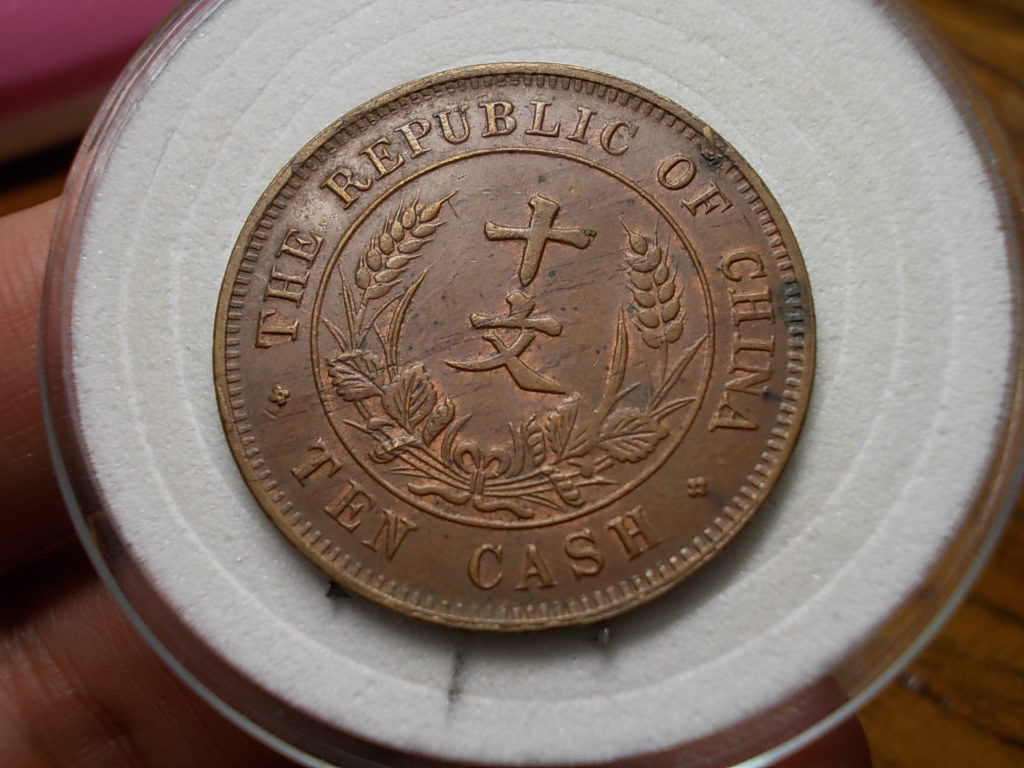 THE REPUBLIC OF CHINA
十
文
TEN CASH